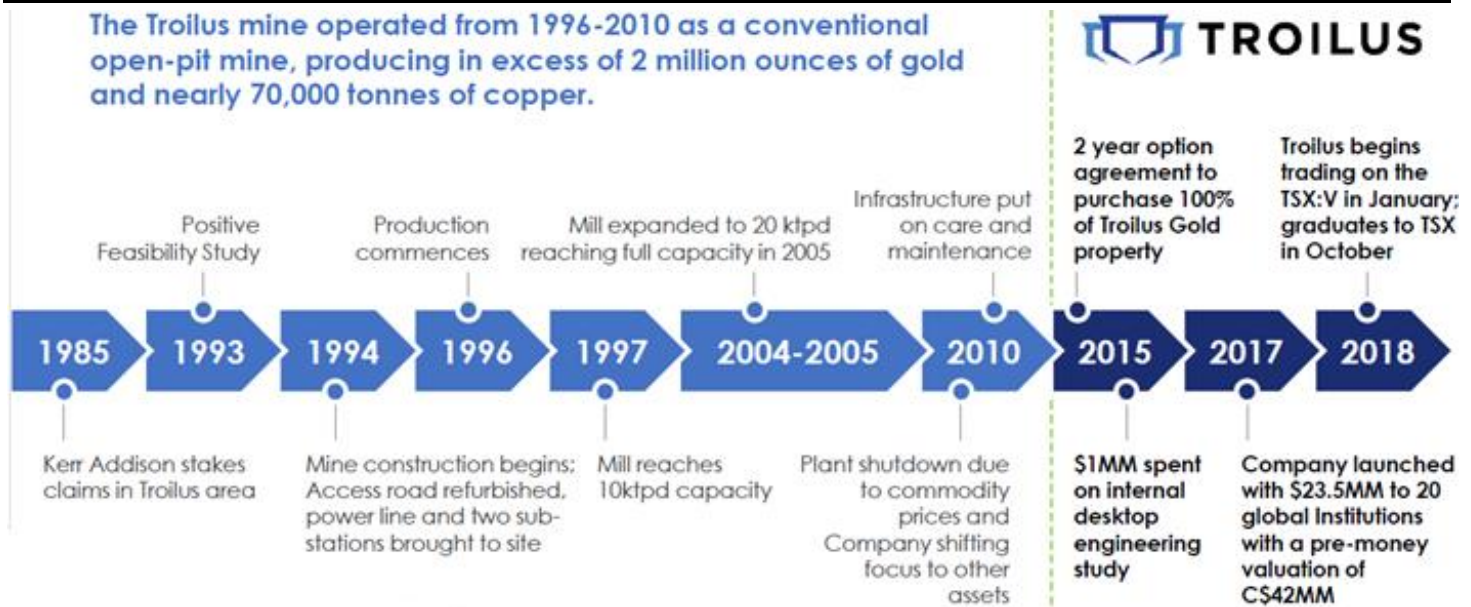 The Troilus mine operated from 1996-2010 as a conventional
open-pit mine, producing in excess of 2 million ounces of gold
and nearly 70,000 tonnes of copper.
TROILUS
Positive
Feasibility Study
Production
commences
Mill expanded to 20 ktpd
reaching full capacity in 2005
Infrastructure put
on care and
maintenance
2 year option
agreement to
purchase 100%
of Troilus Gold
property
Troilus begins
trading on the
TSX:V in January;
graduates to TSX
in October
1985
1993
1994
1996
1997
2004-2005
2010
2015
2017
2018
Kerr Addison stakes
claims in Troilus area
Mine construction begins;
Access road refurbished,
power line and two sub-
stations brought to site
Mill reaches
10ktpd capacity
Plant shutdown due
to commodity
prices and
Company shifting
focus to other
assets
$1MM spent
on internal
desktop
engineering
study
Company launched
with $23.5MM to 20
global Institutions
with a pre-money
valuation of
C$42MM